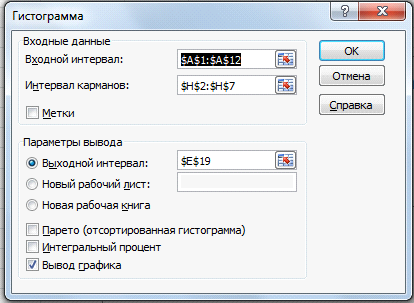 Гистограмма
Входные данные
Входной интервал: $A$1:$A$12
Интервал карманов: $H$2:$H$7
Метки
OK
Отмена
Справка
Параметры вывода
Выходной интервал: $E$19
Новый рабочий лист:
Новая рабочая книга
Парето (отсортированная гистограмма)
Интегральный процент
Вывод графика